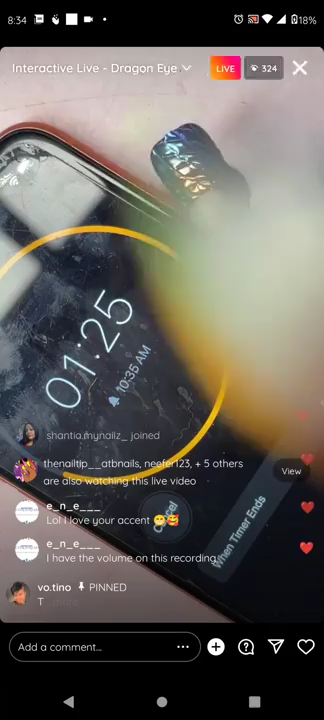 8:34
18%
Interactive Live - Dragon Eye
LIVE
324
01:25
10:35 AM
shantia.mynailz_ joined
thenailtip__atbnails, neefer123, + 5 others
are also watching this live video
View
e_n_e___
Lol I love your accent 😁🥰
Cancel
When Timer Ends
e_n_e___
I have the volume on this recording
vo.tino PINNED
T
Add a comment...